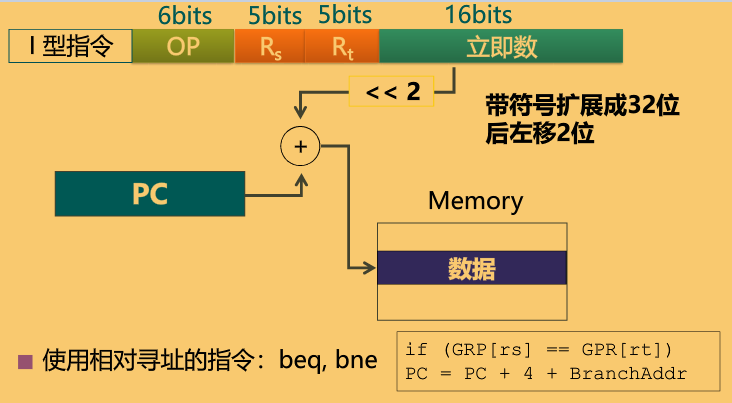 6bits 5bits 5bits 16bits
I 型指令 OP Rs Rt 立即数
<< 2
带符号扩展成32位
后左移2位
+
PC
Memory
数据
使用相对寻址的指令：beq, bne
if (GRP[rs] == GPR[rt])
PC = PC + 4 + BranchAddr